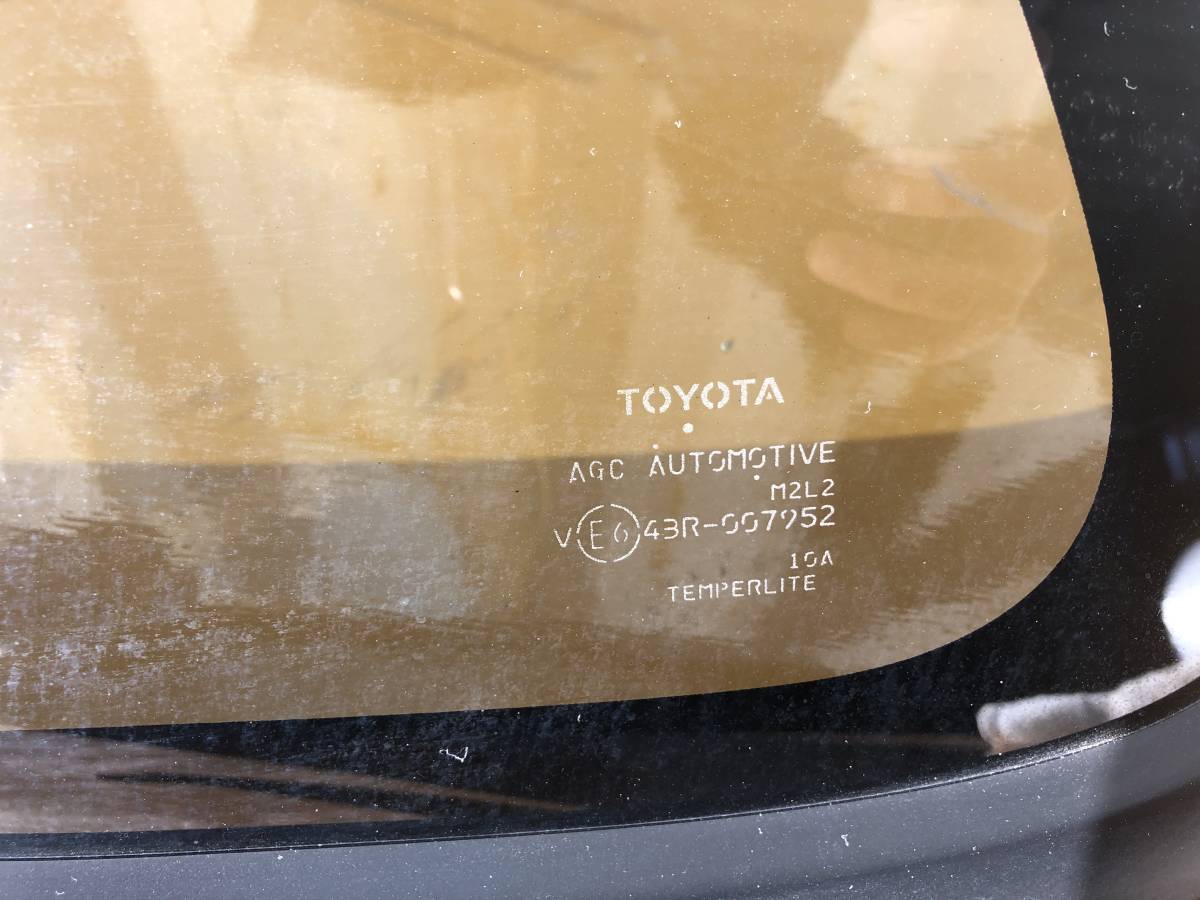 TOYOTA
AGC AUTOMOTIVE
M2L2
V E6 43R-007952
10A
TEMPERLITE